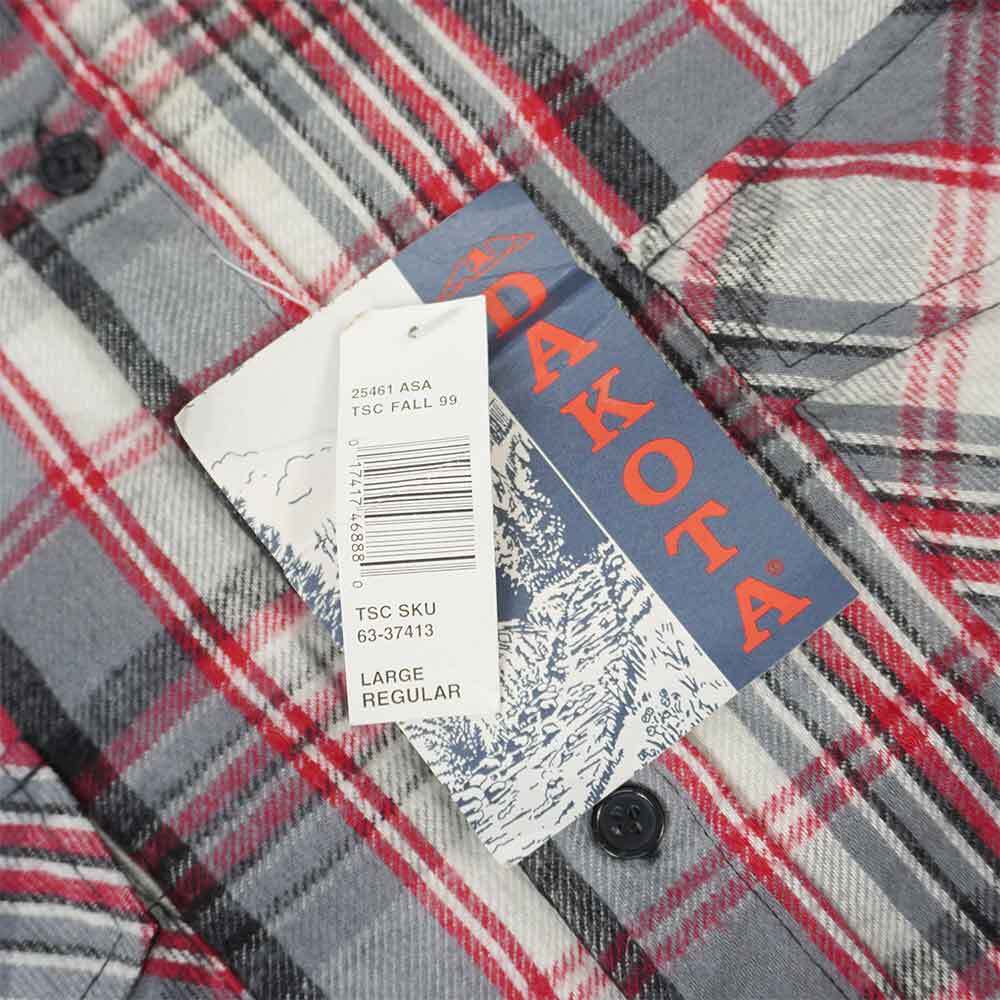 DAKOTA®
25461 ASA
TSC FALL 99
0 17417 46888 0
TSC SKU
63-37413
LARGE
REGULAR